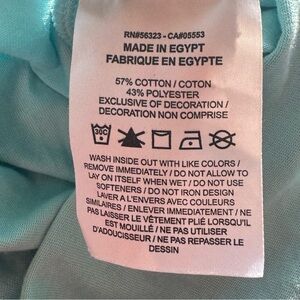 RN#56323 - CA#05553
MADE IN EGYPT
FABRIQUE EN EGYPTE
57% COTTON / COTON
43% POLYESTER
EXCLUSIVE OF DECORATION /
DECORATION NON COMPRISE
30C
WASH INSIDE OUT WITH LIKE COLORS /
REMOVE IMMEDIATELY / DO NOT ALLOW TO
LAY ON ITSELF WHEN WET / DO NOT USE
SOFTENERS / DO NOT IRON DESIGN
LAVER A L'ENVERS AVEC COULEURS
SIMILAIRES / ENLEVER IMMEDIATEMENT / NE
PAS LAISSER LE VÊTEMENT PLIÉ LORSQU'IL
EST MOUILLÉ / NE PAS UTILISER
D'ADOUCISSEUR / NE PAS REPASSER LE
DESSIN